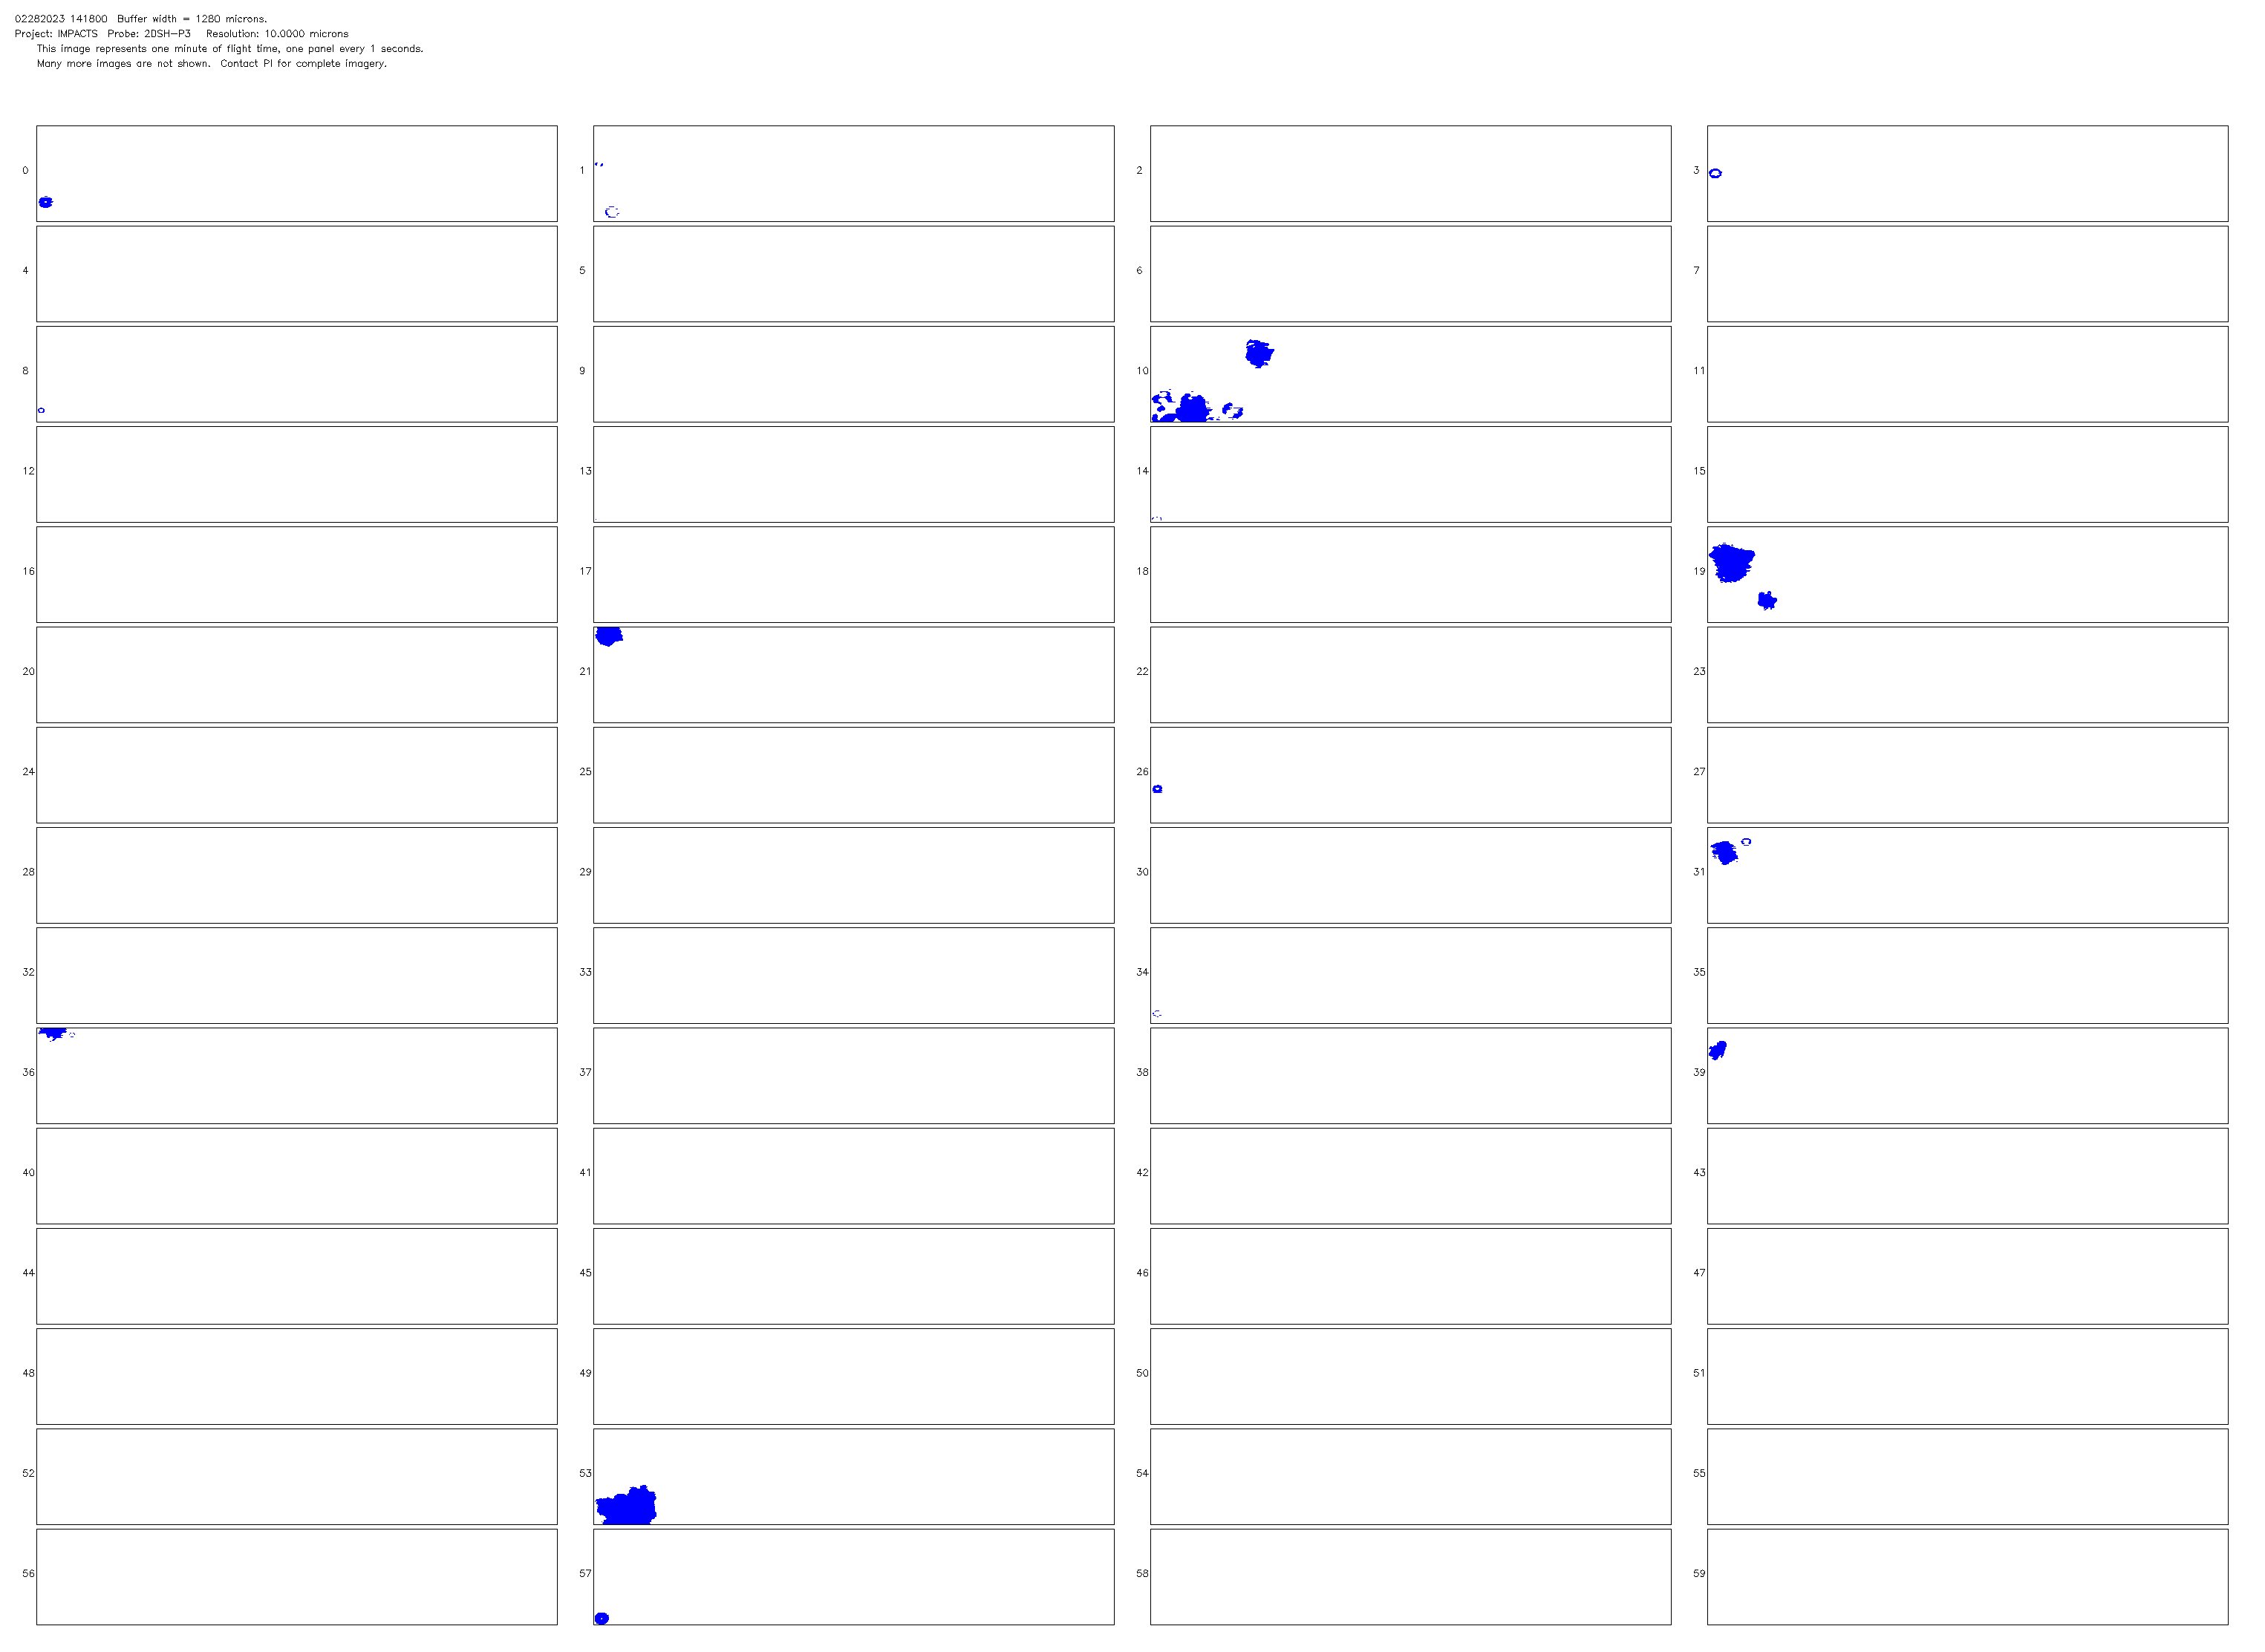 02282023 141800 Buffer width = 1280 microns.
Project: IMPACTS Probe: 2DSH-P3 Resolution: 10.0000 microns
This image represents one minute of flight time, one panel every 1 seconds.
Many more images are not shown. Contact PI for complete imagery.
0 1 2 3
4 5 6 7
8 9 10 11
12 13 14 15
16 17 18 19
20 21 22 23
24 25 26 27
28 29 30 31
32 33 34 35
36 37 38 39
40 41 42 43
44 45 46 47
48 49 50 51
52 53 54 55
56 57 58 59